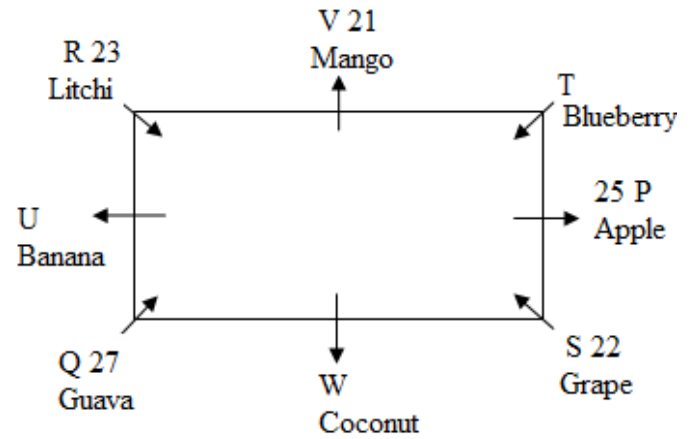 V 21
Mango
R 23
Litchi
T
Blueberry
U
Banana
25 P
Apple
Q 27
Guava
W
Coconut
S 22
Grape